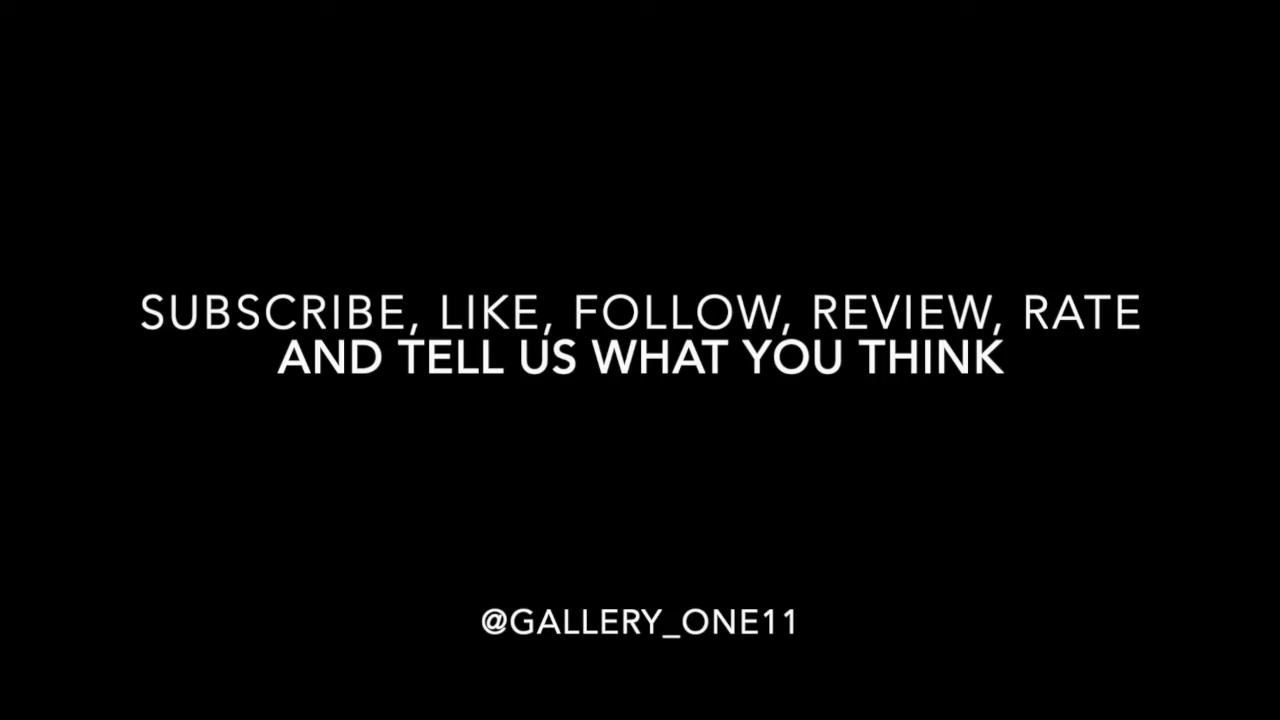 SUBSCRIBE, LIKE, FOLLOW, REVIEW, RATE
AND TELL US WHAT YOU THINK
@GALLERY_ONE11